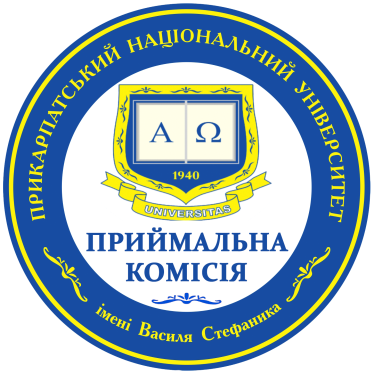 ПРИКАРПАТСЬКИЙ НАЦІОНАЛЬНИЙ УНІВЕРСИТЕТ
Α Ω
1940
UNIVERSITAS
ПРИЙМАЛЬНА
КОМІСІЯ
імені Василя Стефаника